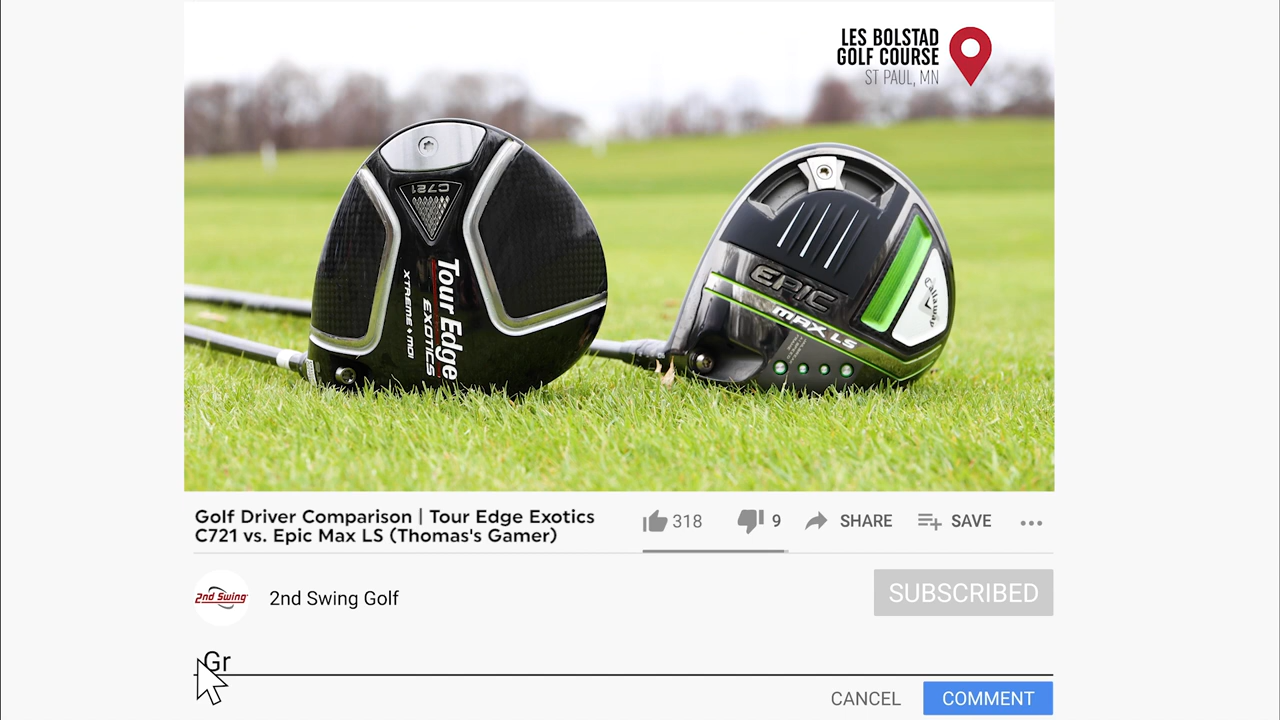 LES BOLSTAD
GOLF COURSE
ST PAUL, MN
C721
Tour Edge
EXOTICS
XTREME + MOI
EPIC
MAX LS
Callaway
Golf Driver Comparison | Tour Edge Exotics
C721 vs. Epic Max LS (Thomas's Gamer)
318
9
SHARE
SAVE
2nd Swing
2nd Swing Golf
SUBSCRIBED
Gr
CANCEL
COMMENT